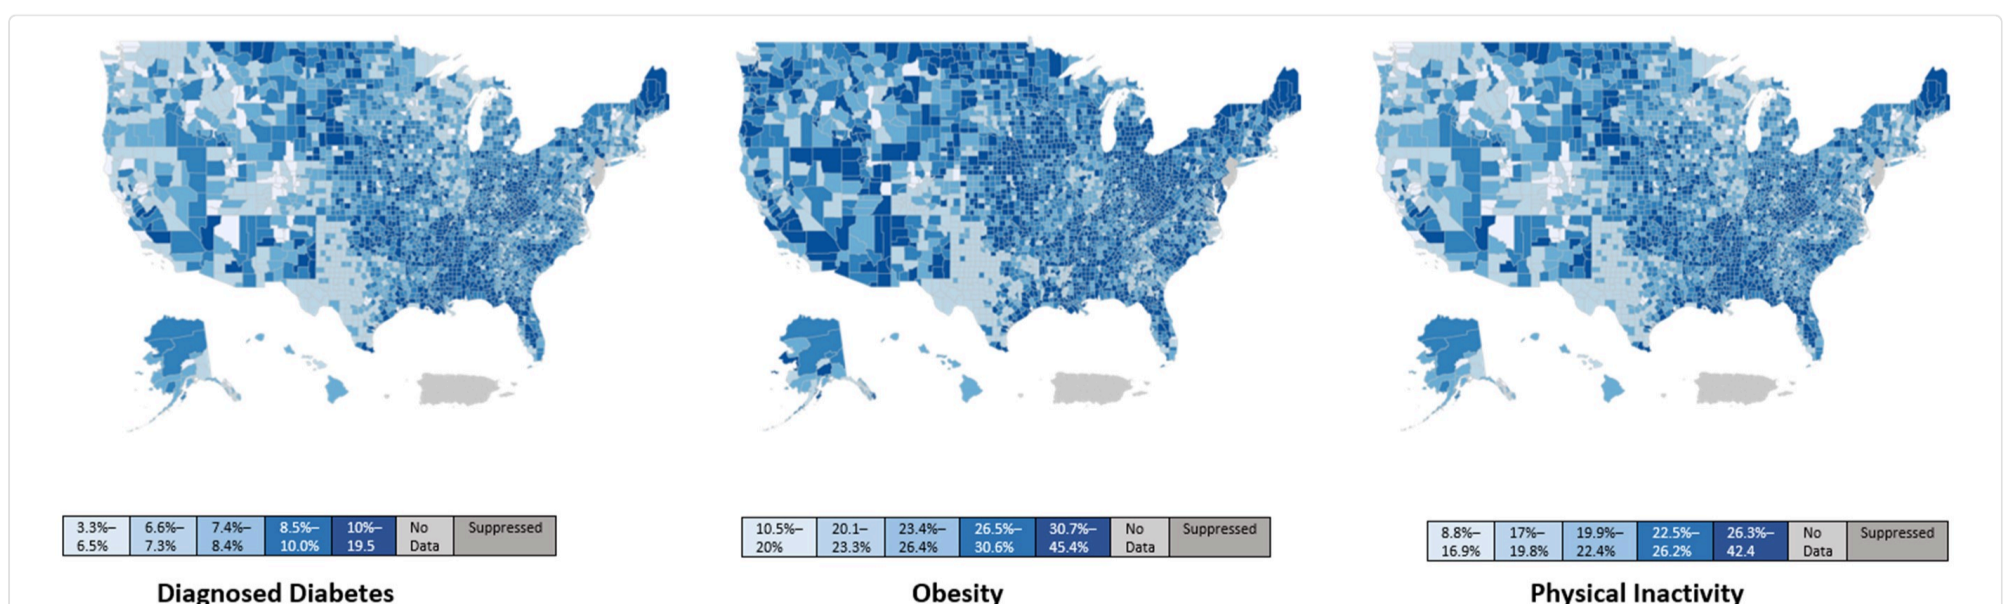 3.3%– 6.6%– 7.4%– 8.5%– 10%– No Suppressed
6.5% 7.3% 8.4% 10.0% 19.5 Data
Diagnosed Diabetes
10.5%– 20.1– 23.4%– 26.5%– 30.7%– No Suppressed
20% 23.3% 26.4% 30.6% 45.4% Data
Obesity
8.8%– 17%– 19.9%– 22.5%– 26.3%– No Suppressed
16.9% 19.8% 22.4% 26.2% 42.4 Data
Physical Inactivity